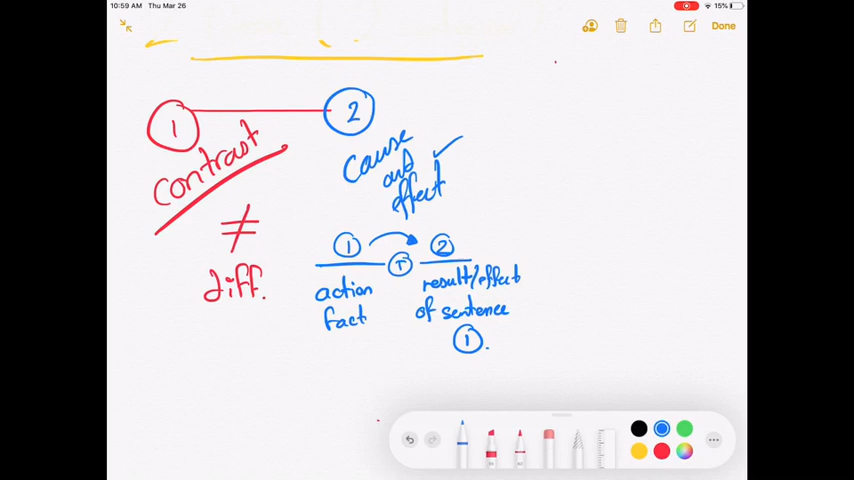 10:59 AM Thu Mar 26
15%
Done
1
2
contrast
cause
and
effect
≠
diff.
1
2
T
action
fact
result/effect
of sentence
1.